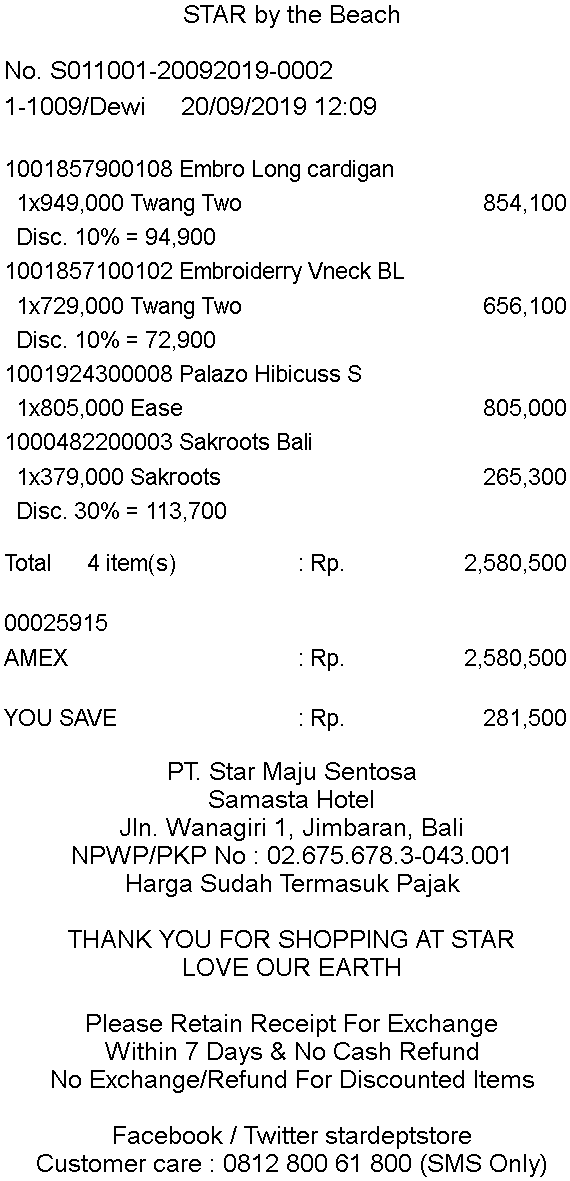 STAR by the Beach
No. S011001-20092019-0002
1-1009/Dewi 20/09/2019 12:09
1001857900108 Embro Long cardigan
1x949,000 Twang Two 854,100
Disc. 10% = 94,900
1001857100102 Embroiderry Vneck BL
1x729,000 Twang Two 656,100
Disc. 10% = 72,900
1001924300008 Palazo Hibicuss S
1x805,000 Ease 805,000
1000482200003 Sakroots Bali
1x379,000 Sakroots 265,300
Disc. 30% = 113,700
Total 4 item(s) : Rp. 2,580,500
00025915
AMEX : Rp. 2,580,500
YOU SAVE : Rp. 281,500
PT. Star Maju Sentosa
Samasta Hotel
Jln. Wanagiri 1, Jimbaran, Bali
NPWP/PKP No : 02.675.678.3-043.001
Harga Sudah Termasuk Pajak
THANK YOU FOR SHOPPING AT STAR
LOVE OUR EARTH
Please Retain Receipt For Exchange
Within 7 Days & No Cash Refund
No Exchange/Refund For Discounted Items
Facebook / Twitter stardeptstore
Customer care : 0812 800 61 800 (SMS Only)